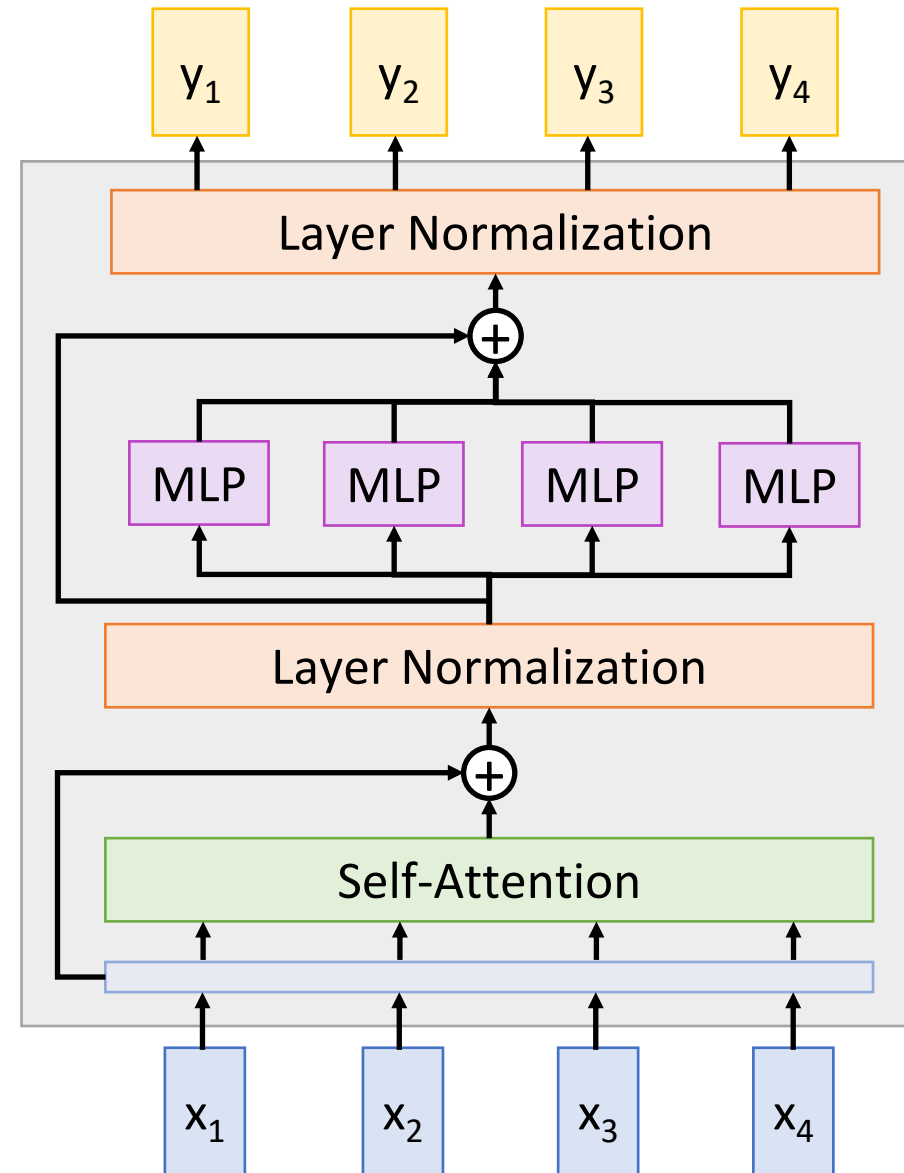 y₁ y₂ y₃ y₄
Layer Normalization
+
MLP MLP MLP MLP
Layer Normalization
+
Self-Attention
x₁ x₂ x₃ x₄